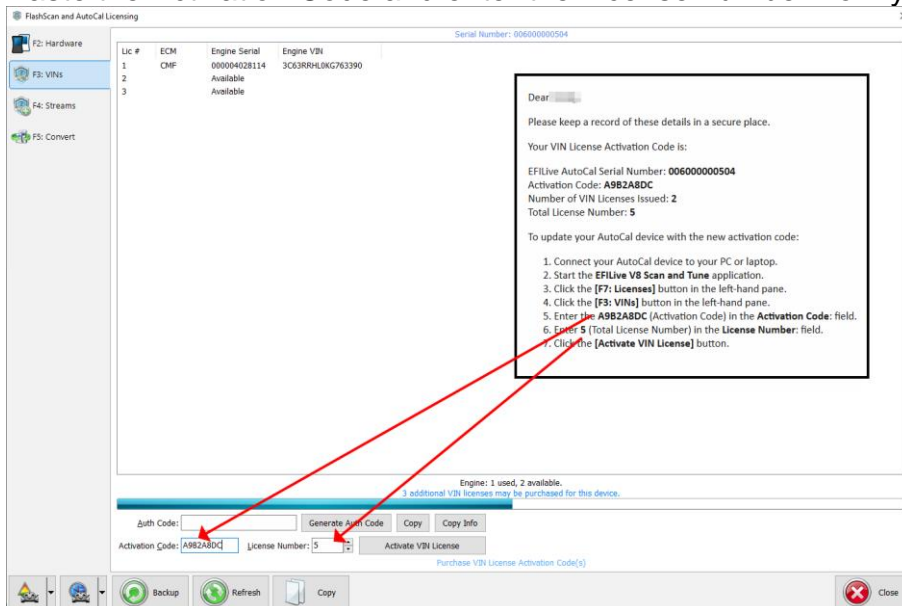 FlashScan and AutoCal Licensing
Serial Number: 006000000504
F2: Hardware
F3: VINs
F4: Streams
F5: Convert
Lic # ECM Engine Serial Engine VIN
1 CMF 000004028114 3C63RRHL0KG763390
2 Available
3 Available
Dear
Please keep a record of these details in a secure place.
Your VIN License Activation Code is:
EFILive AutoCal Serial Number: 006000000504
Activation Code: A9B2A8DC
Number of VIN Licenses Issued: 2
Total License Number: 5
To update your AutoCal device with the new activation code:
1. Connect your AutoCal device to your PC or laptop.
2. Start the EFILive V8 Scan and Tune application.
3. Click the [F7: Licenses] button in the left-hand pane.
4. Click the [F3: VINs] button in the left-hand pane.
5. Enter the A9B2A8DC (Activation Code) in the Activation Code: field.
6. Enter 5 (Total License Number) in the License Number: field.
7. Click the [Activate VIN License] button.
Engine: 1 used, 2 available.
3 additional VIN licenses may be purchased for this device.
Auth Code: Generate Auth Code Copy Copy Info
Activation Code: A9B2A8DC License Number: 5 Activate VIN License
Purchase VIN License Activation Code(s)
Backup Refresh Copy Close